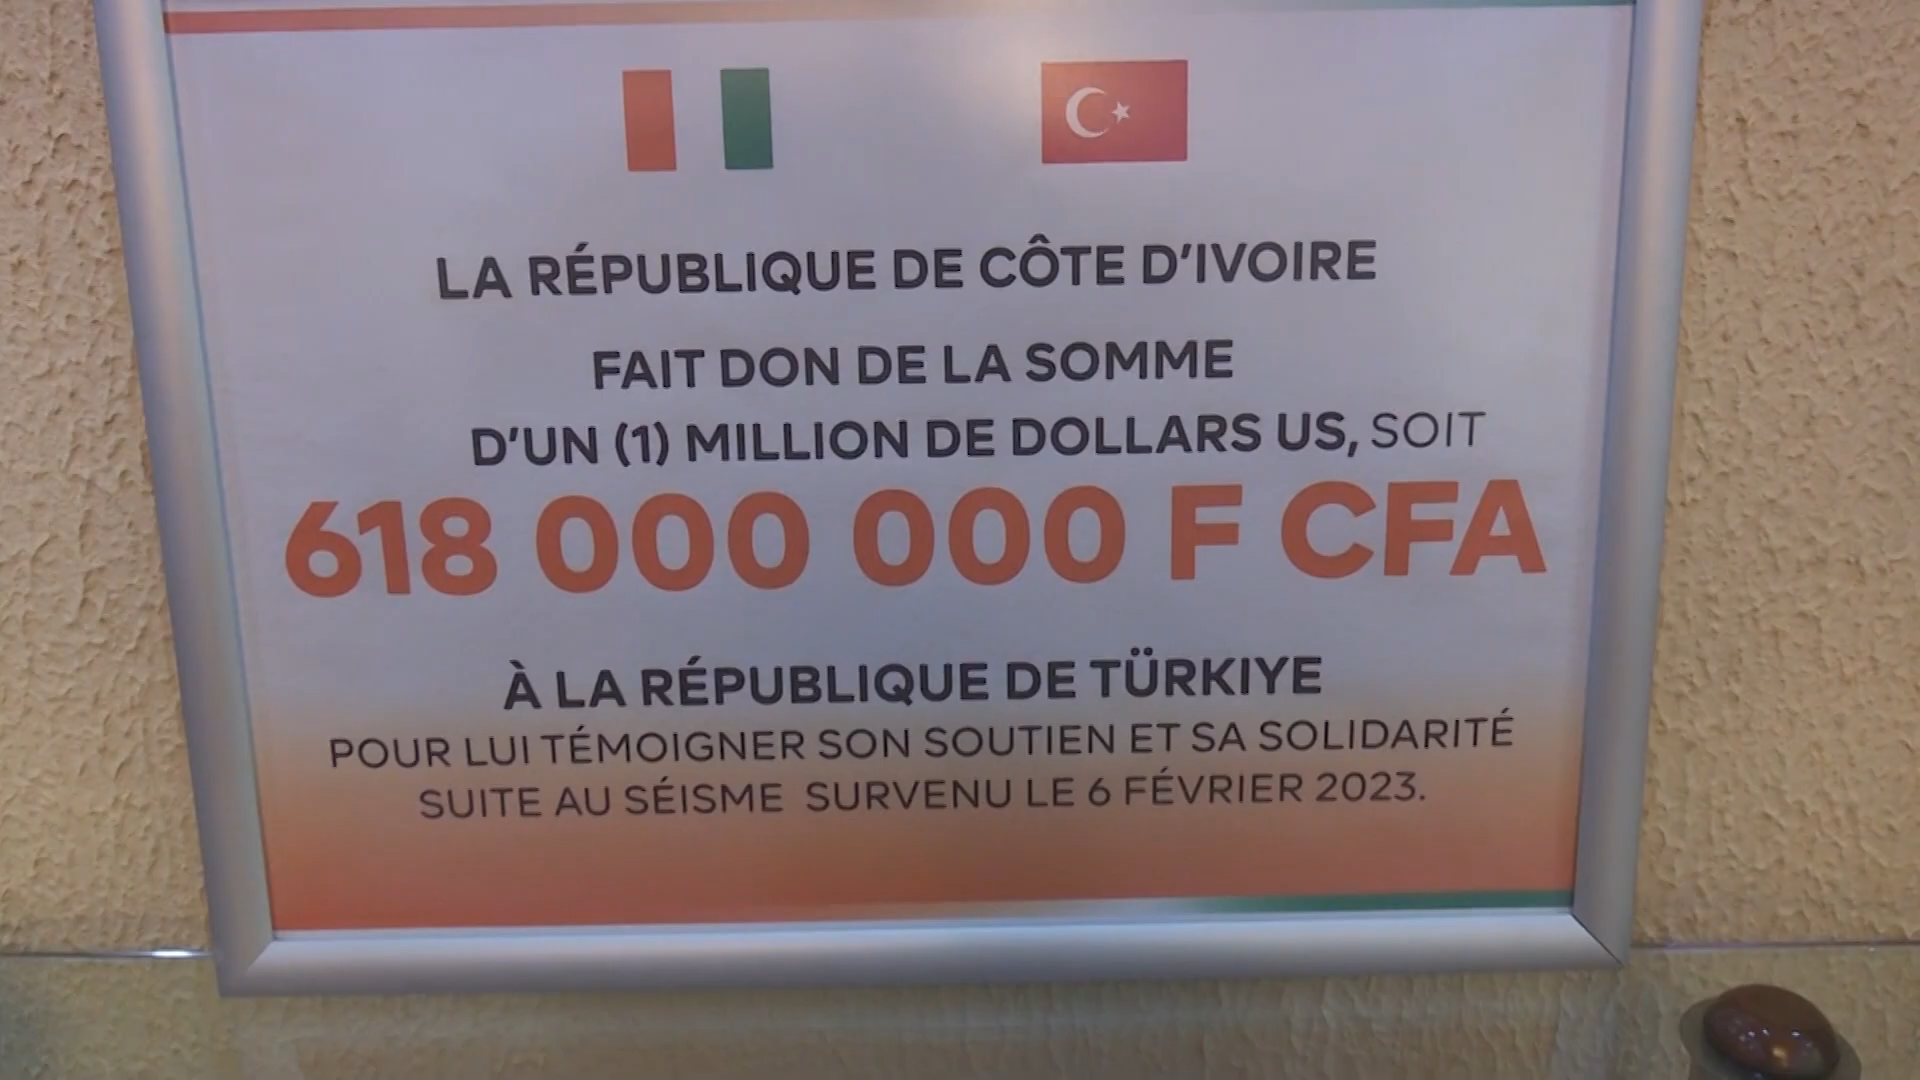 LA RÉPUBLIQUE DE CÔTE D'IVOIRE
FAIT DON DE LA SOMME
D'UN (1) MILLION DE DOLLARS US, SOIT
618 000 000 F CFA
À LA RÉPUBLIQUE DE TÜRKIYE
POUR LUI TÉMOIGNER SON SOUTIEN ET SA SOLIDARITÉ
SUITE AU SÉISME SURVENU LE 6 FÉVRIER 2023.